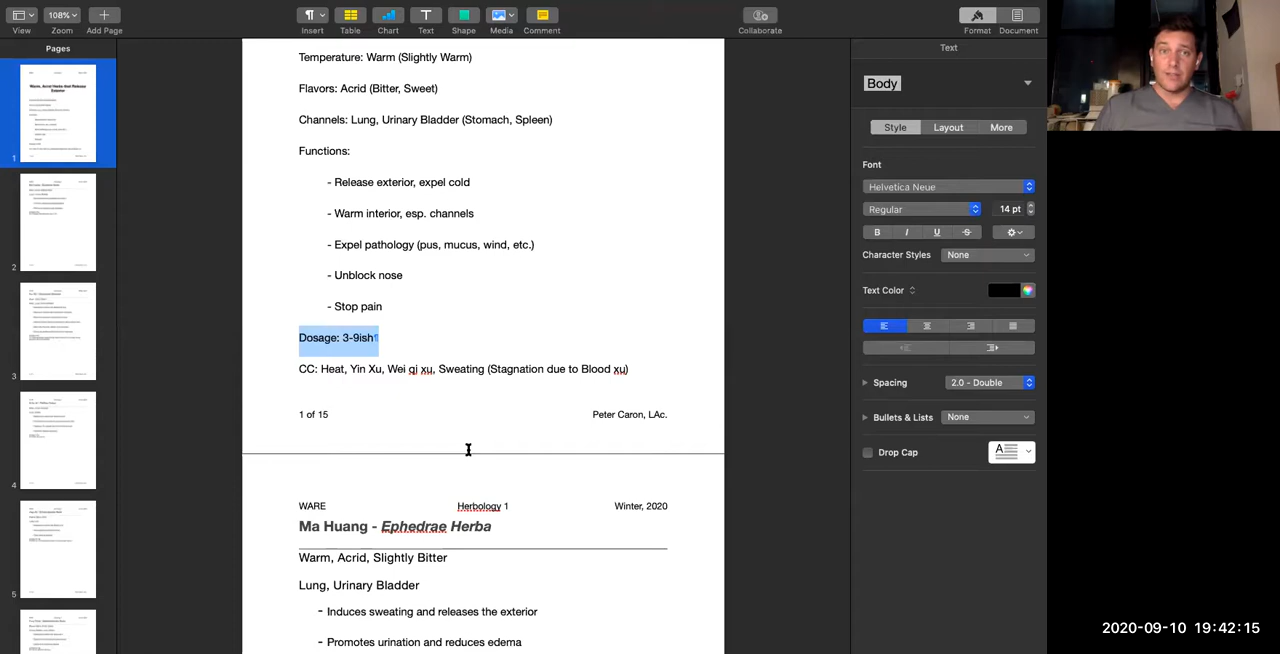 108%
View
Zoom
Add Page
Insert
Table
Chart
Text
Shape
Media
Comment
Collaborate
Format
Document
Pages
Text
1
2
3
4
5
Temperature: Warm (Slightly Warm)
Flavors: Acrid (Bitter, Sweet)
Channels: Lung, Urinary Bladder (Stomach, Spleen)
Functions:
- Release exterior, expel cold
- Warm interior, esp. channels
- Expel pathology (pus, mucus, wind, etc.)
- Unblock nose
- Stop pain
Dosage: 3-9ish¶
CC: Heat, Yin Xu, Wei qi xu, Sweating (Stagnation due to Blood xu)
1 of 15 Peter Caron, LAc.
WARE Herbology 1 Winter, 2020
Ma Huang - Ephedrae Herba
Warm, Acrid, Slightly Bitter
Lung, Urinary Bladder
- Induces sweating and releases the exterior
- Promotes urination and reduces edema
Body
Style Layout More
Font
Helvetica Neue
Regular 14 pt
B I U S
Character Styles None
Text Color
Spacing 2.0 - Double
Bullets & Lists None
Drop Cap A
2020-09-10 19:42:15